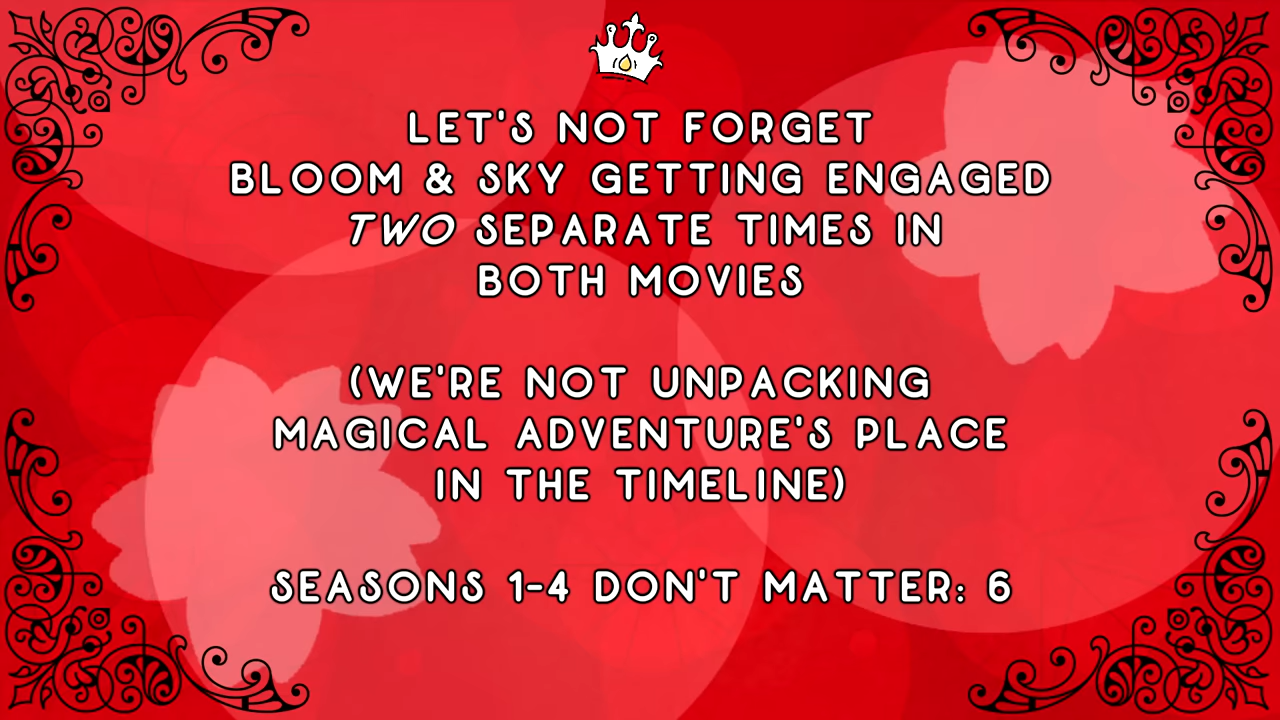 LET'S NOT FORGET
BLOOM & SKY GETTING ENGAGED
TWO SEPARATE TIMES IN
BOTH MOVIES
(WE'RE NOT UNPACKING
MAGICAL ADVENTURE'S PLACE
IN THE TIMELINE)
SEASONS 1-4 DON'T MATTER: 6